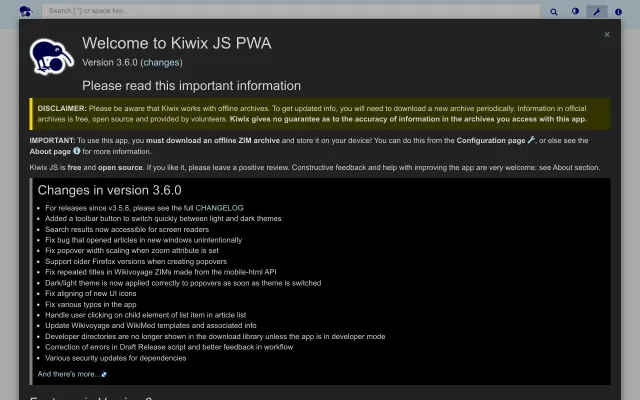 Search [ *] or space key...
×
Welcome to Kiwix JS PWA
Version 3.6.0 (changes)
Please read this important information
DISCLAIMER: Please be aware that Kiwix works with offline archives. To get updated info, you will need to download a new archive periodically. Information in official
archives is free, open source and provided by volunteers. Kiwix gives no guarantee as to the accuracy of information in the archives you access with this app.
IMPORTANT: To use this app, you must download an offline ZIM archive and store it on your device! You can do this from the Configuration page , or else see the
About page for more information.
Kiwix JS is free and open source. If you like it, please leave a positive review. Constructive feedback and help with improving the app are very welcome: see About section.
Changes in version 3.6.0
• For releases since v3.5.8, please see the full CHANGELOG
• Added a toolbar button to switch quickly between light and dark themes
• Search results now accessible for screen readers
• Fix bug that opened articles in new windows unintentionally
• Fix popover width scaling when zoom attribute is set
• Support older Firefox versions when creating popovers
• Fix repeated titles in Wikivoyage ZIMs made from the mobile-html API
• Dark/light theme is now applied correctly to popovers as soon as theme is switched
• Fix aligning of new UI icons
• Fix various typos in the app
• Handle user clicking on child element of list item in article list
• Update Wikivoyage and WikiMed templates and associated info
• Developer directories are no longer shown in the download library unless the app is in developer mode
• Correction of errors in Draft Release script and better feedback in workflow
• Various security updates for dependencies
And there's more...